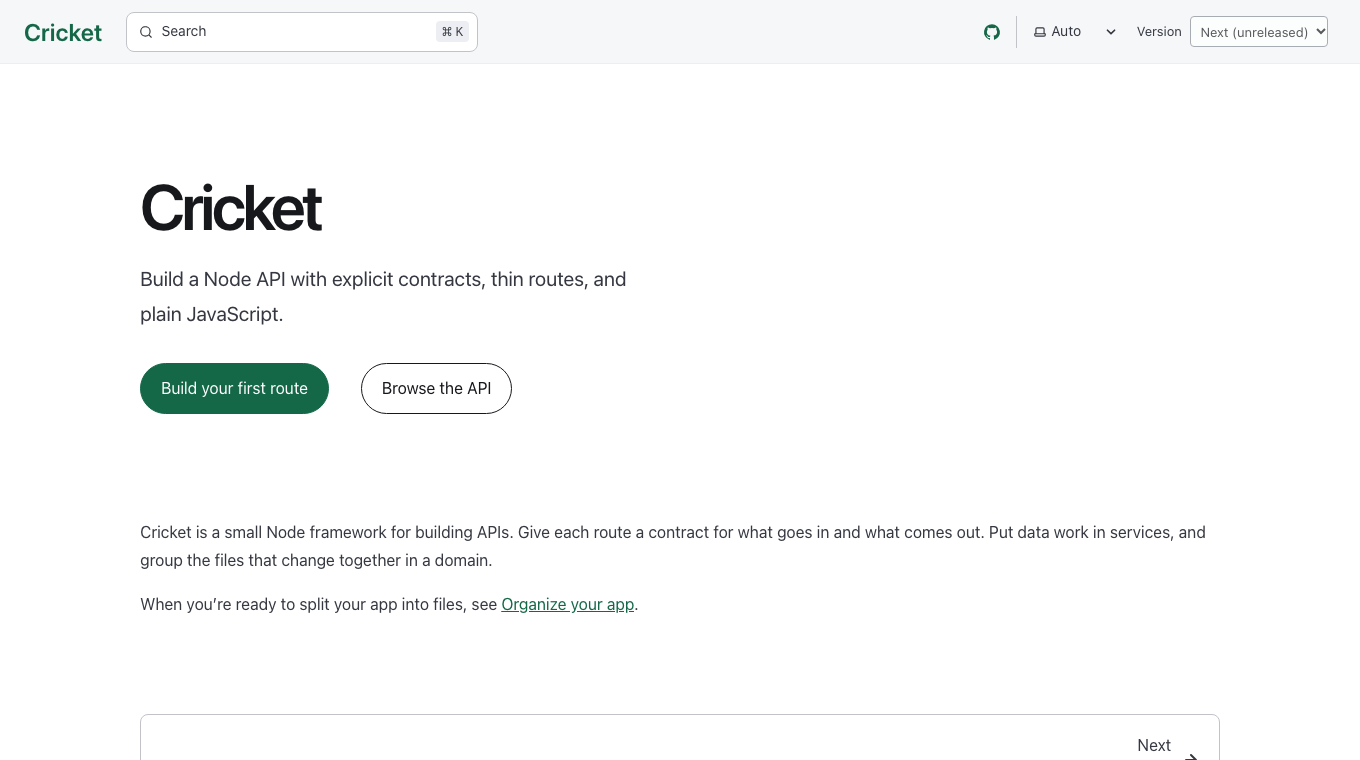 Cricket
Search
⌘ K
Auto
Version
Next (unreleased)
Cricket
Build a Node API with explicit contracts, thin routes, and
plain JavaScript.
Build your first route
Browse the API
Cricket is a small Node framework for building APIs. Give each route a contract for what goes in and what comes out. Put data work in services, and
group the files that change together in a domain.
When you’re ready to split your app into files, see Organize your app.
Next